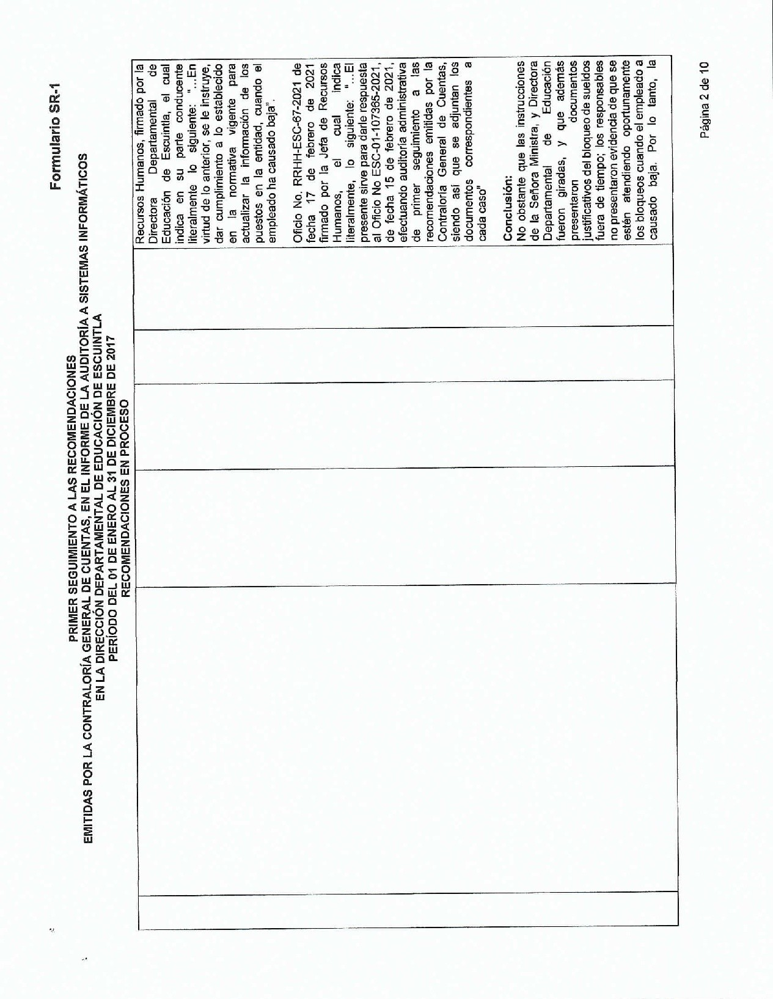 Formulario SR-1
PRIMER SEGUIMIENTO A LAS RECOMENDACIONES
EMITIDAS POR LA CONTRALORÍA GENERAL DE CUENTAS, EN EL INFORME DE LA AUDITORÍA A SISTEMAS INFORMÁTICOS
EN LA DIRECCIÓN DEPARTAMENTAL DE EDUCACIÓN DE ESCUINTLA
PERÍODO DEL 01 DE ENERO AL 31 DE DICIEMBRE DE 2017
RECOMENDACIONES EN PROCESO
Recursos Humanos, firmado por la
Directora Departamental de
Educación de Escuintla, el cual
indica en su parte conducente
literalmente lo siguiente: "...En
virtud de lo anterior, se le instruye,
dar cumplimiento a lo establecido
en la normativa vigente para
actualizar la información de los
puestos en la entidad, cuando el
empleado ha causado baja".
Oficio No. RRHH-ESC-67-2021 de
fecha 17 de febrero de 2021
firmado por la Jefa de Recursos
Humanos, el cual indica
literalmente, lo siguiente: "...El
presente sirve para darle respuesta
al Oficio No ESC-01-107365-2021,
de fecha 15 de febrero de 2021,
efectuando auditoría administrativa
de primer seguimiento a las
recomendaciones emitidas por la
Contraloría General de Cuentas,
siendo así que se adjuntan los
documentos correspondientes a
cada caso"
Conclusión:
No obstante que las instrucciones
de la Señora Ministra, y Directora
Departamental de Educación
fueron giradas, y que además
presentaron documentos
justificativos del bloqueo de sueldos
fuera de tiempo; los responsables
no presentaron evidencia de que se
estén atendiendo oportunamente
los bloqueos cuando el empleado a
causado baja. Por lo tanto, la
Página 2 de 10